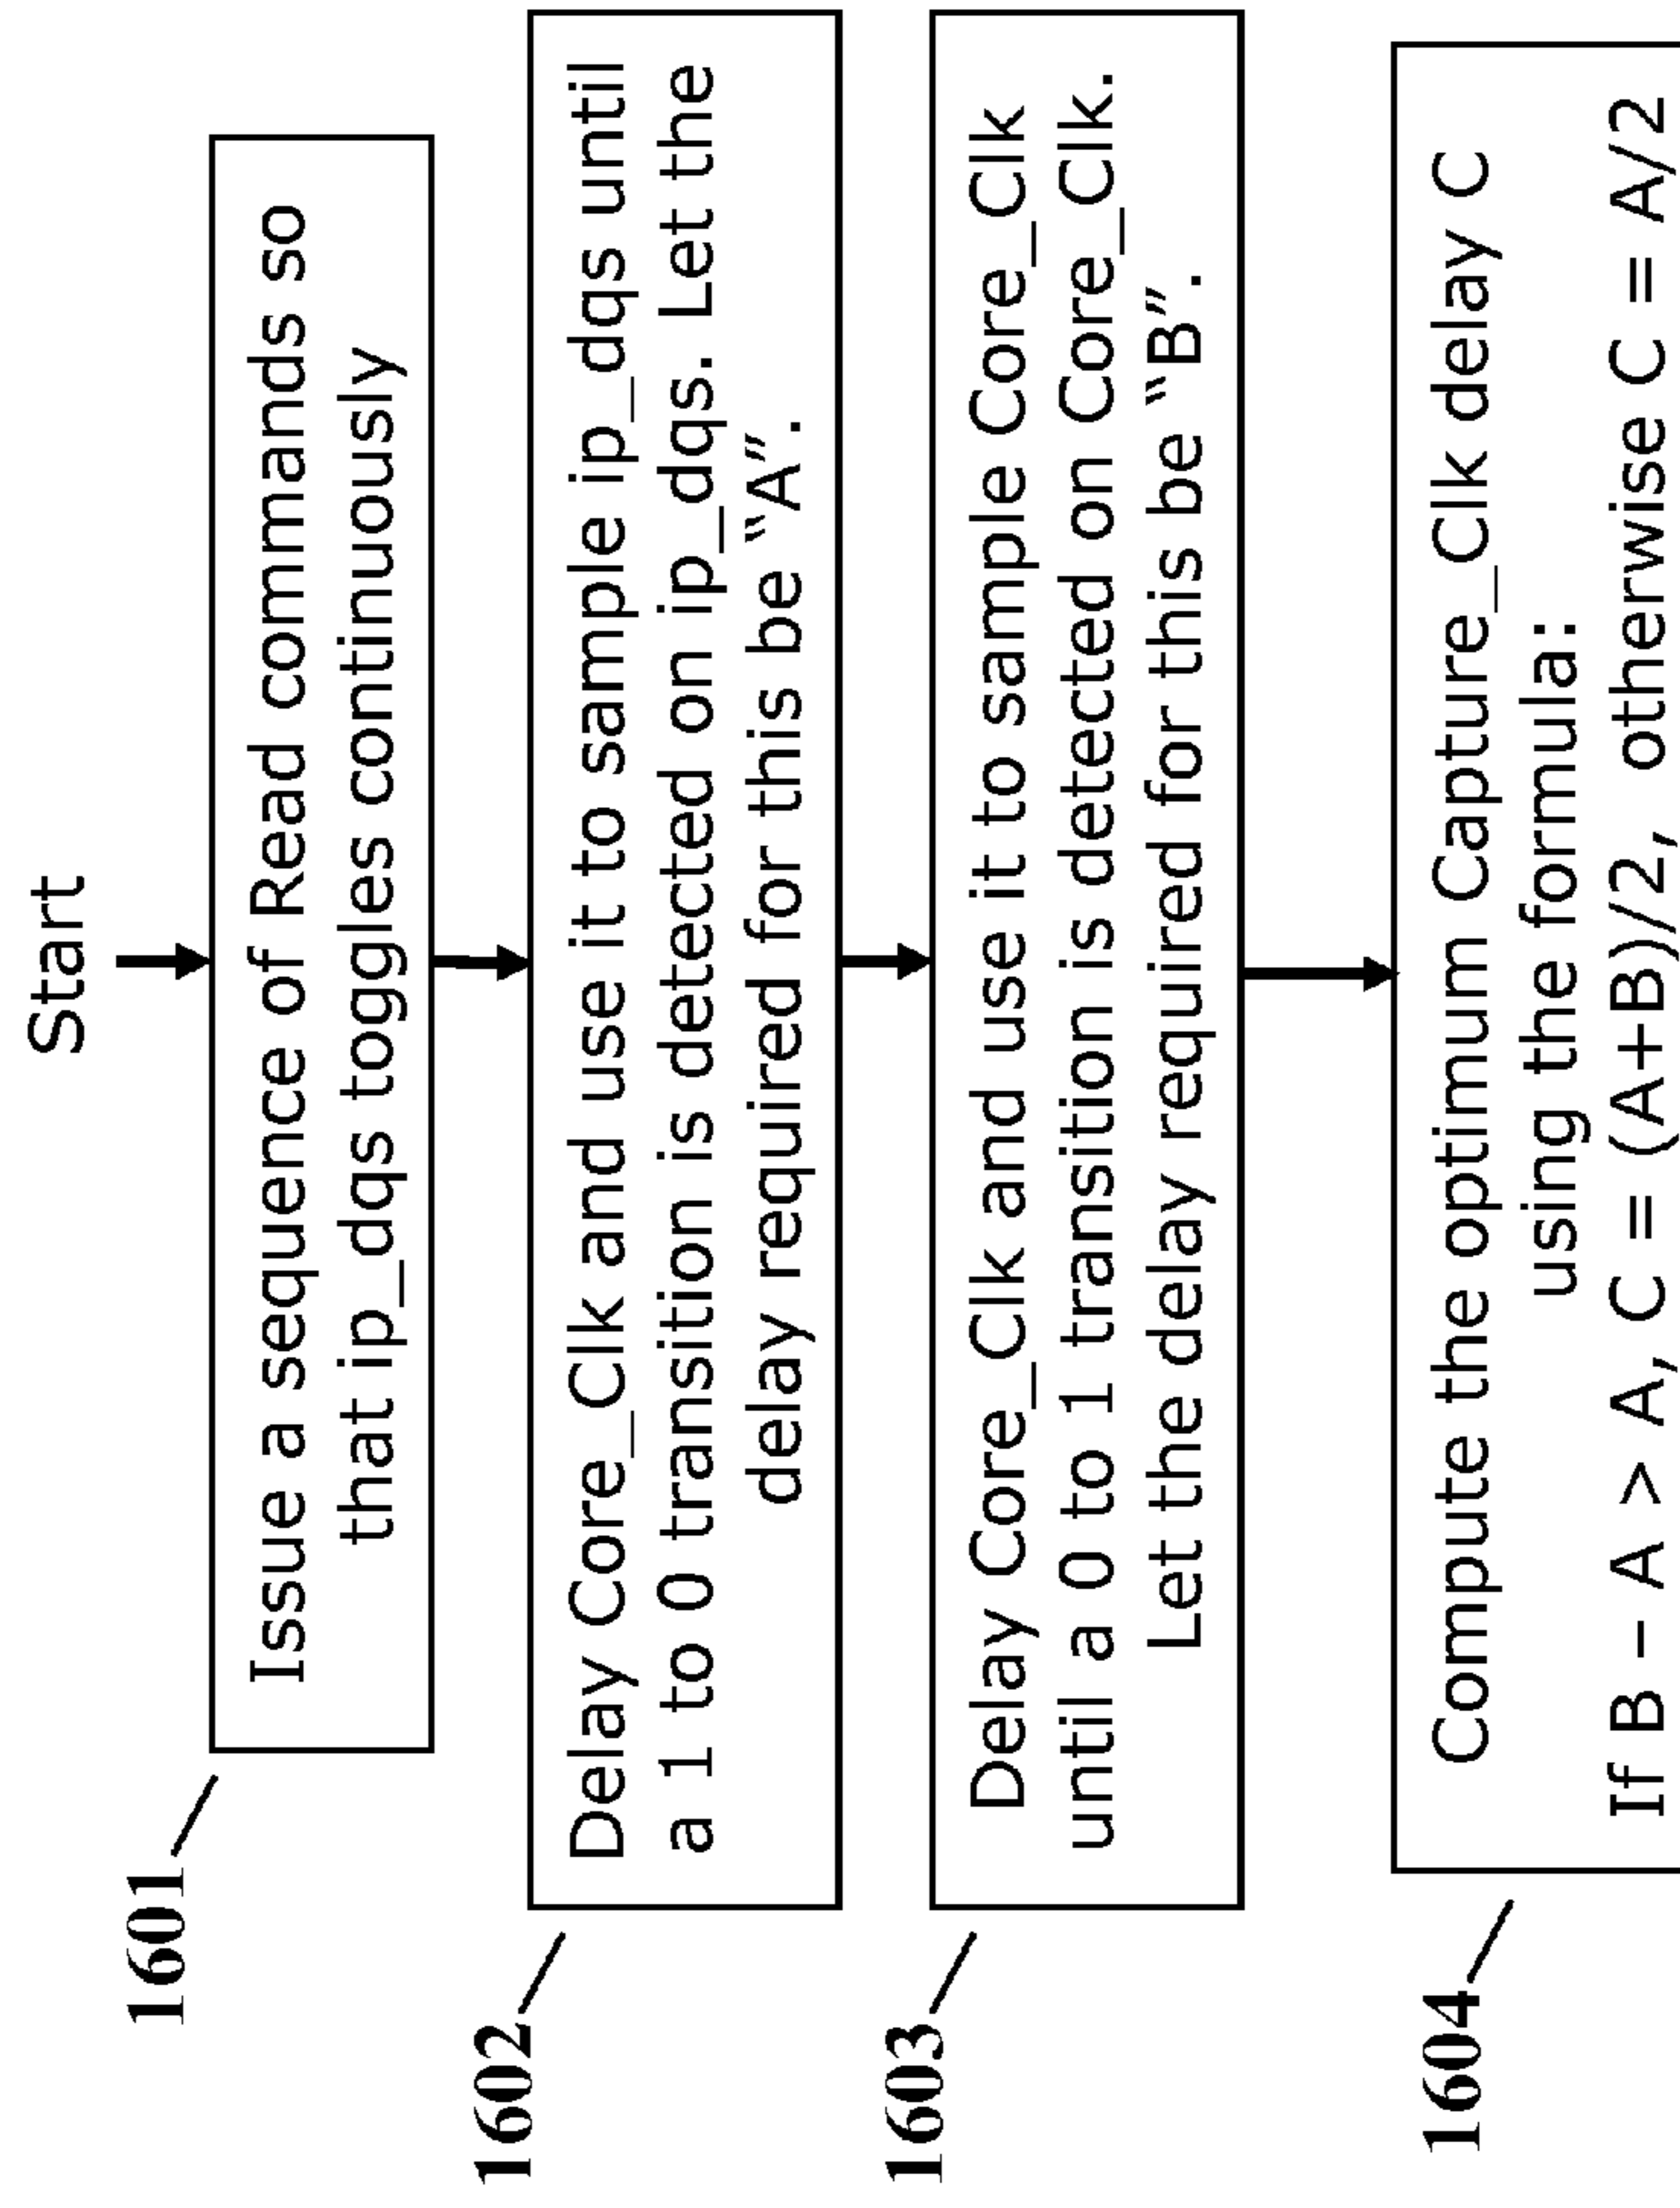 Start
1601
Issue a sequence of Read commands so
that ip_dqs toggles continuously
1602
Delay Core_Clk and use it to sample ip_dqs until
a 1 to 0 transition is detected on ip_dqs. Let the
delay required for this be “A”.
1603
Delay Core_Clk and use it to sample Core_Clk
until a 0 to 1 transition is detected on Core_Clk.
Let the delay required for this be “B”.
1604
Compute the optimum Capture_Clk delay C
using the formula:
If B – A > A, C = (A+B)/2, otherwise C = A/2